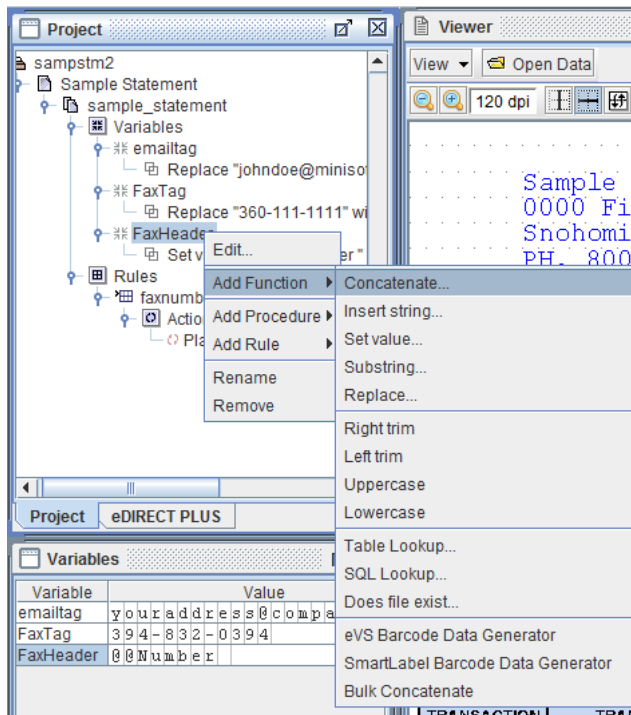 Project
sampstm2
Sample Statement
sample_statement
Variables
emailtag
Replace "johndoe@miniso
FaxTag
Replace "360-111-1111" wi
FaxHeader
Set v er "
Rules
faxnumb
Actio
Pla
Edit...
Add Function
Add Procedure
Add Rule
Rename
Remove
Concatenate...
Insert string...
Set value...
Substring...
Replace...
Right trim
Left trim
Uppercase
Lowercase
Table Lookup...
SQL Lookup...
Does file exist...
eVS Barcode Data Generator
SmartLabel Barcode Data Generator
Bulk Concatenate
Project eDIRECT PLUS
Variables
Variable Value
emailtag youraddress@compa
FaxTag 394-832-0394
FaxHeader @@Number
Viewer
View Open Data
120 dpi
Sample
0000 Fi
Snohomi
PH. 800
TRANSACTION TRAN